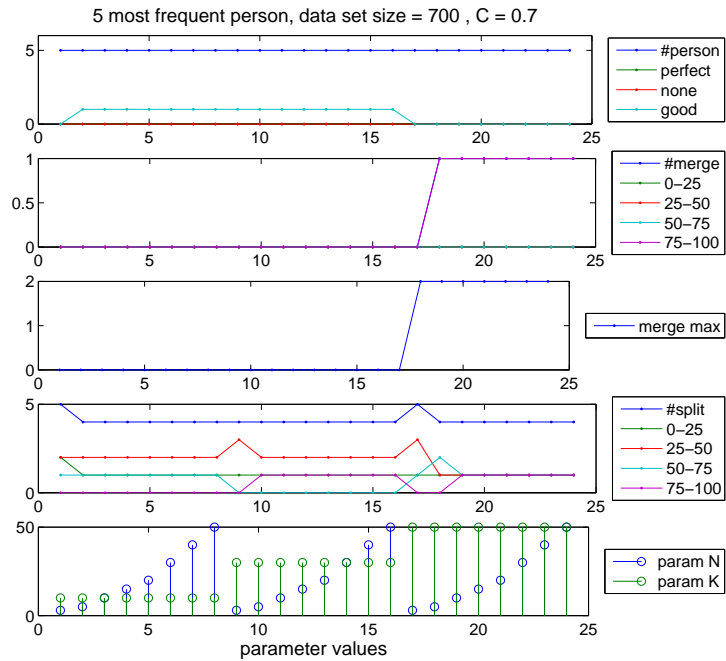 5 most frequent person, data set size = 700 , C = 0.7
5
0
0 5 10 15 20 25
#person
perfect
none
good
1
0.5
0
0 5 10 15 20 25
#merge
0−25
25−50
50−75
75−100
2
1
0
0 5 10 15 20 25
merge max
5
0
0 5 10 15 20 25
#split
0−25
25−50
50−75
75−100
50
0
0 5 10 15 20 25
param N
param K
parameter values